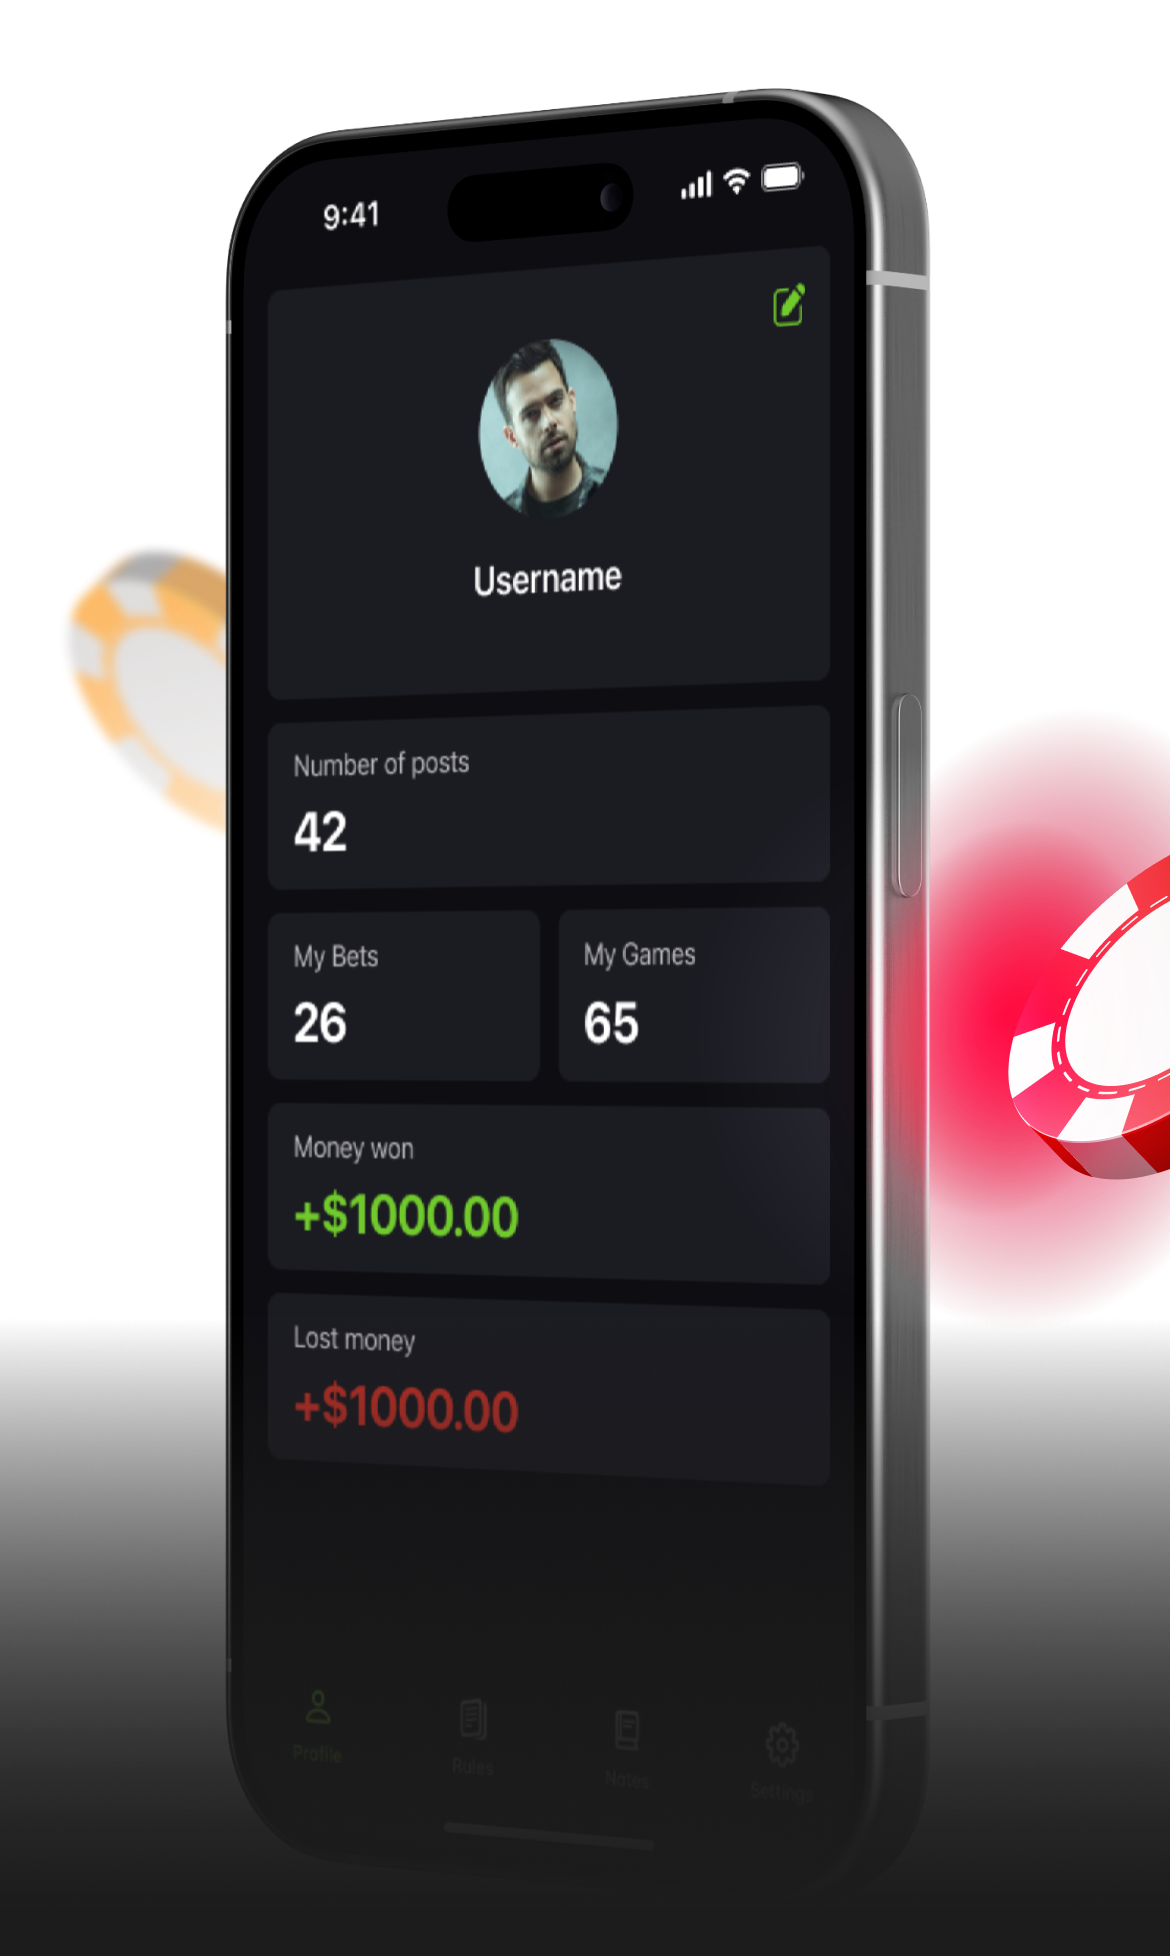 9:41
Username
Number of posts
42
My Bets
My Games
26
65
Money won
+$1000.00
Lost money
+$1000.00
Profile
Rules
Notes
Settings